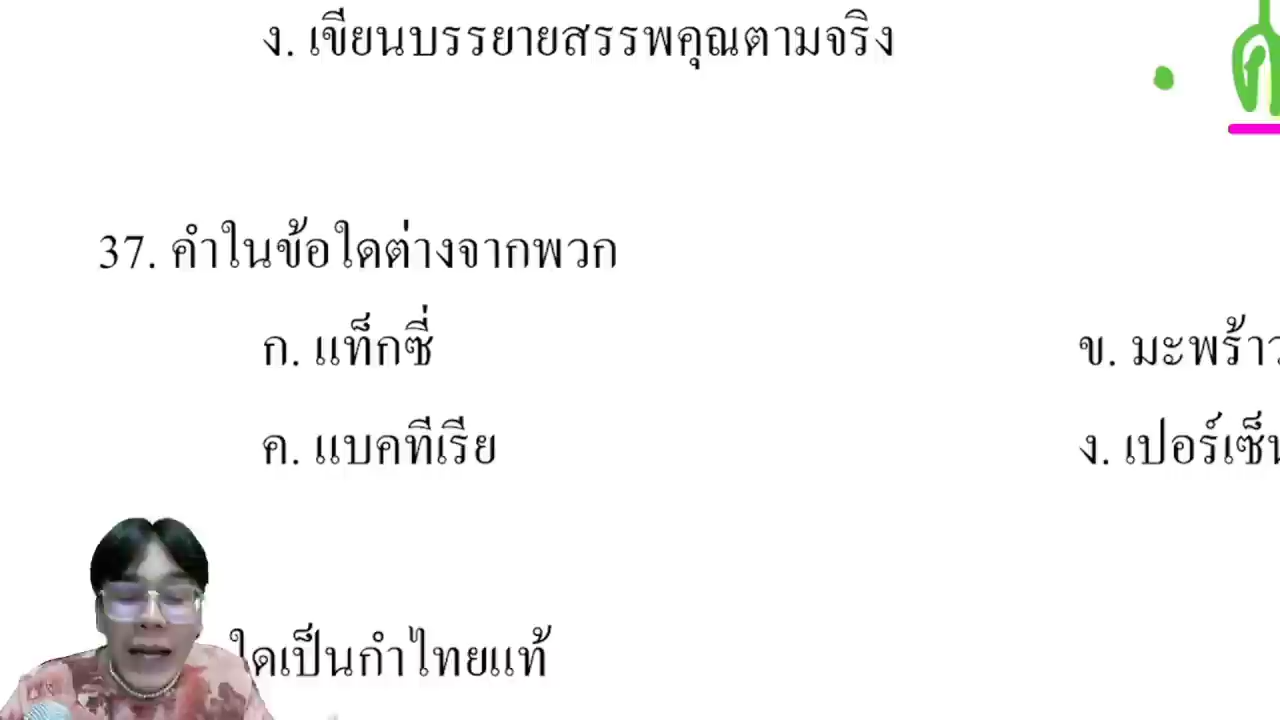 ง. เขียนบรรยายสรรพคุณตามจริง
37. คำในข้อใดต่างจากพวก
ก. แท็กซี่
ข. มะพร้าว
ค. แบคทีเรีย
ง. เปอร์เซ็น
ใดเป็นคำไทยแท้